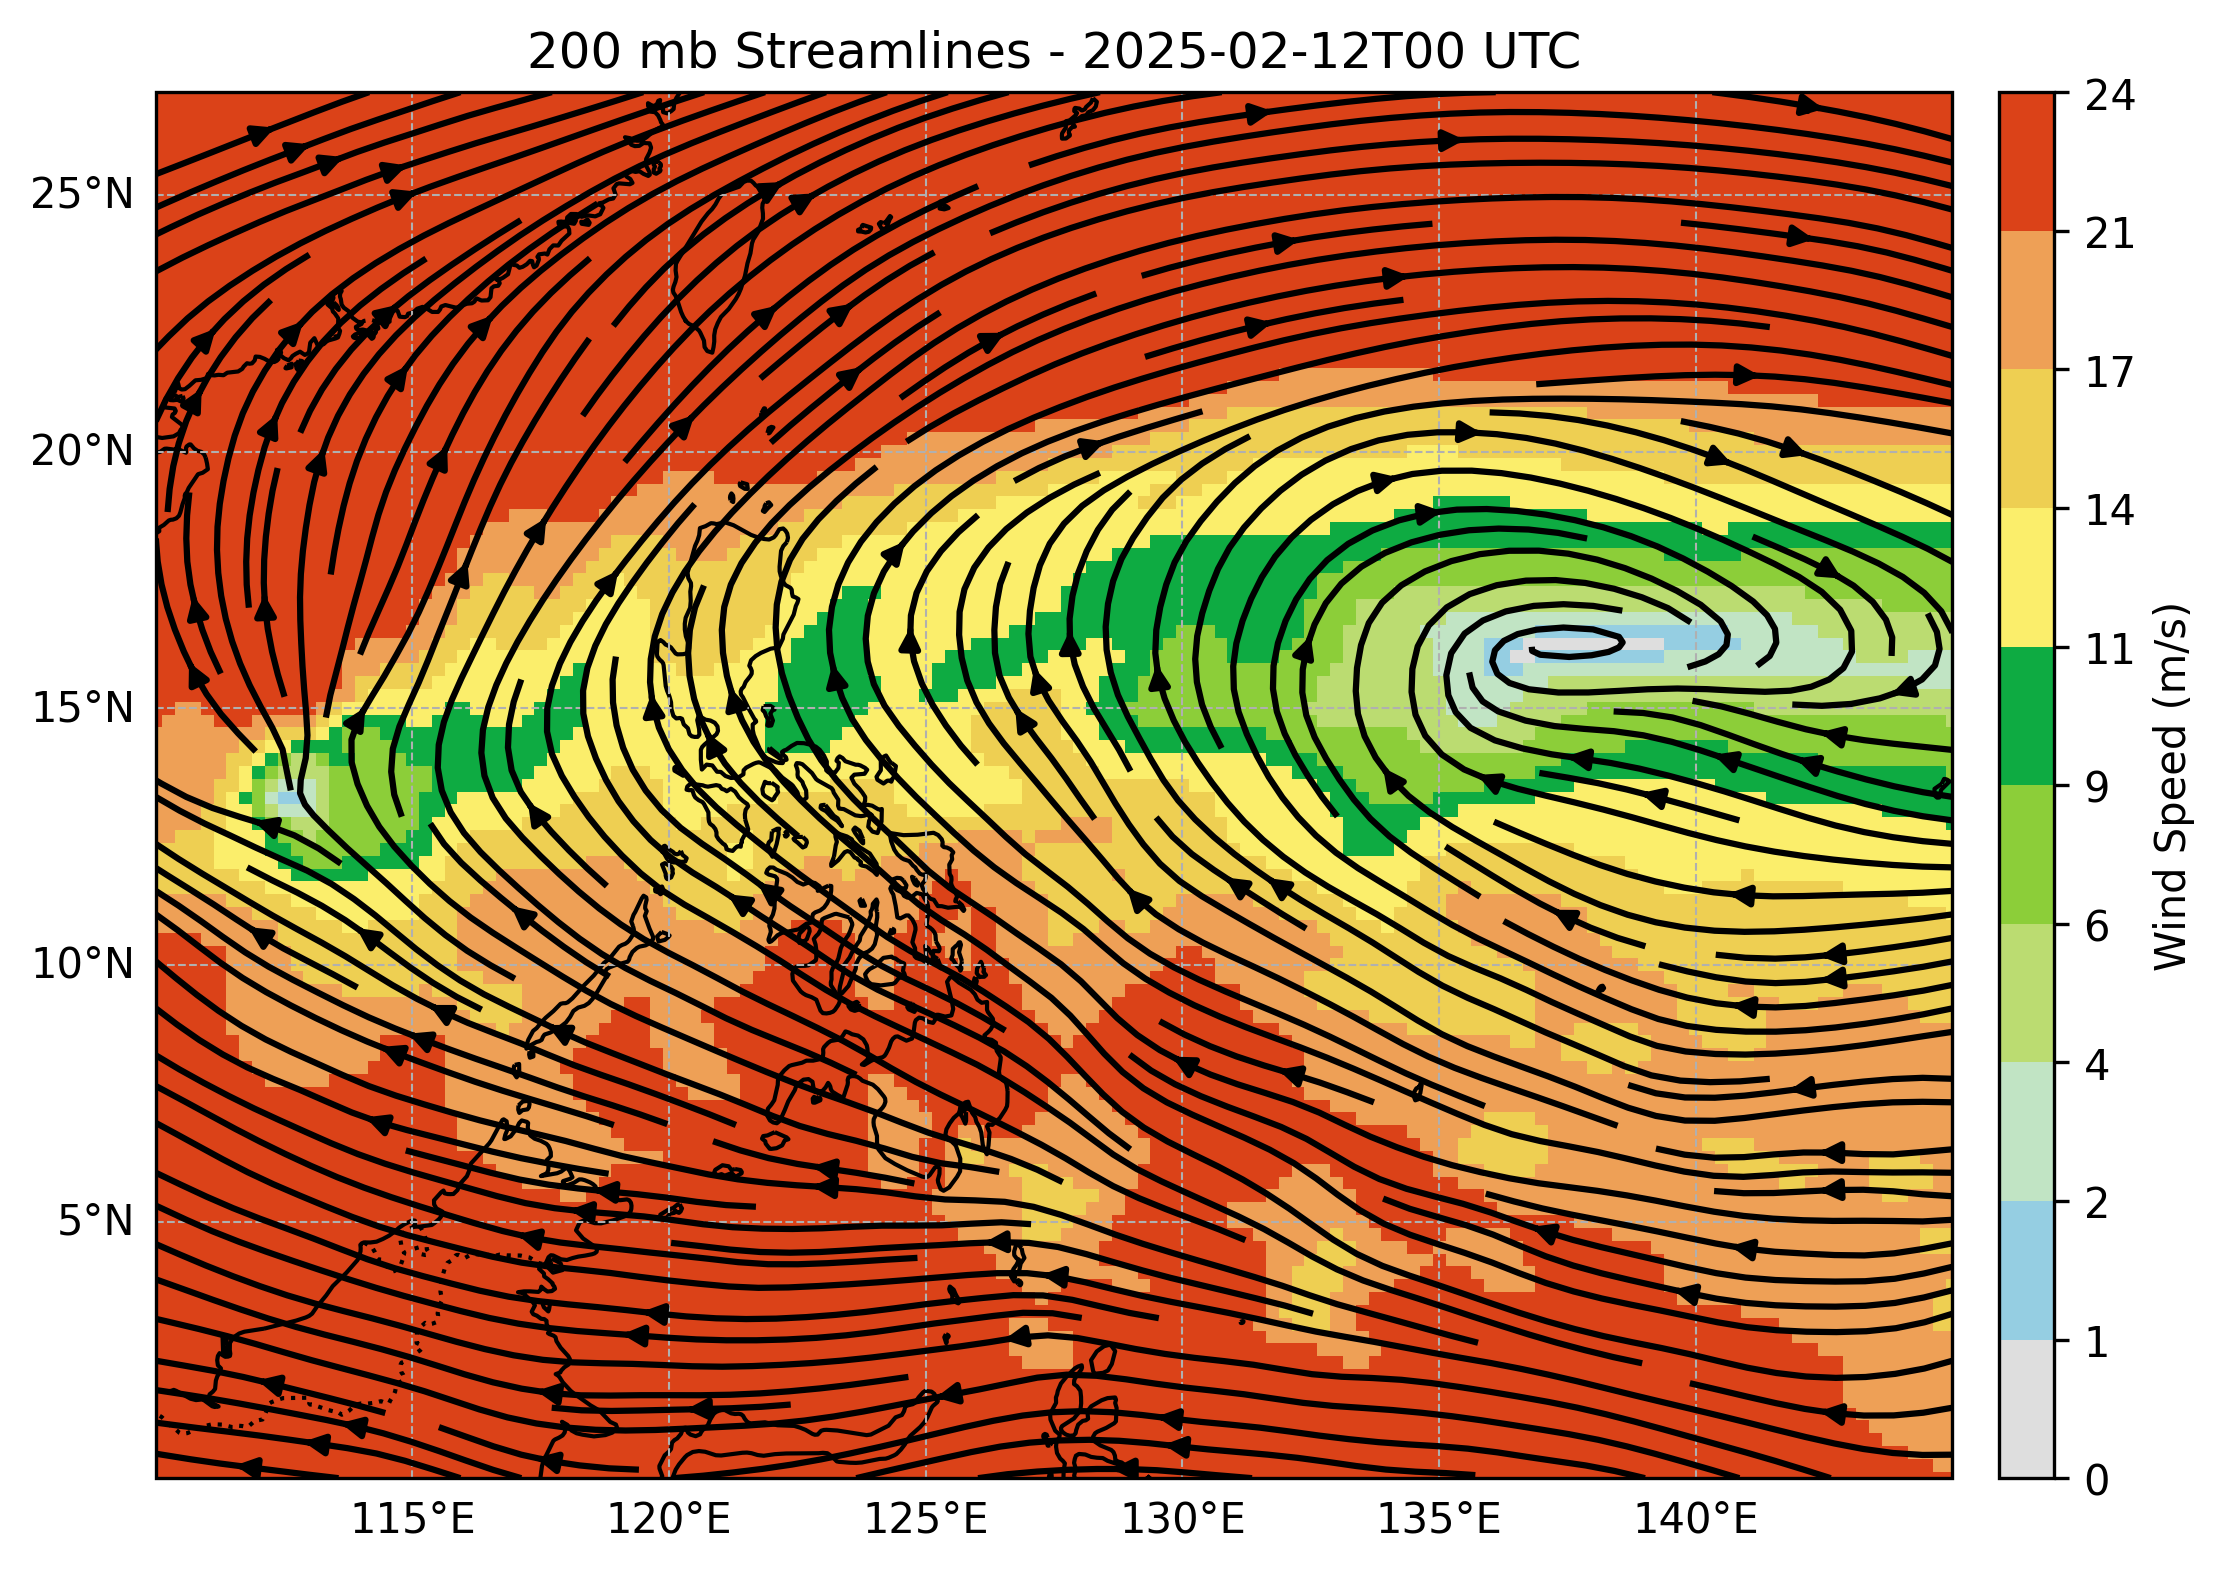 200 mb Streamlines - 2025-02-12T00 UTC
25°N
20°N
15°N
10°N
5°N
115°E
120°E
125°E
130°E
135°E
140°E
24
21
17
14
11
9
6
4
2
1
0
Wind Speed (m/s)